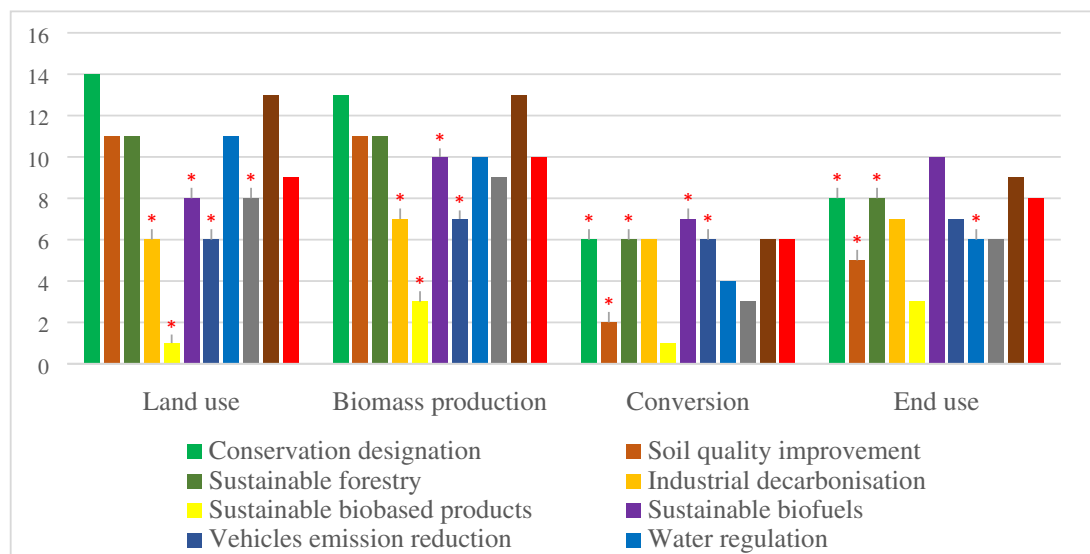 16
14
12
10
8
6
4
2
0
* * * * * *
* * * *
* * * * *
* * * *
Land use Biomass production Conversion End use
Conservation designation Soil quality improvement
Sustainable forestry Industrial decarbonisation
Sustainable biobased products Sustainable biofuels
Vehicles emission reduction Water regulation